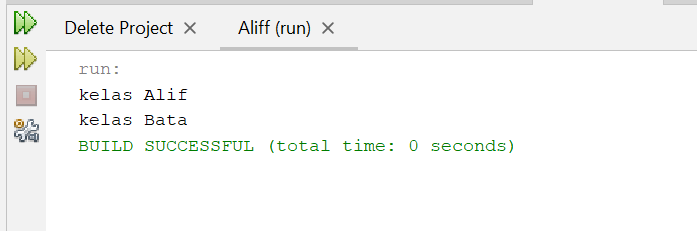 Delete Project
Aliff (run)
run:
kelas Alif
kelas Bata
BUILD SUCCESSFUL (total time: 0 seconds)